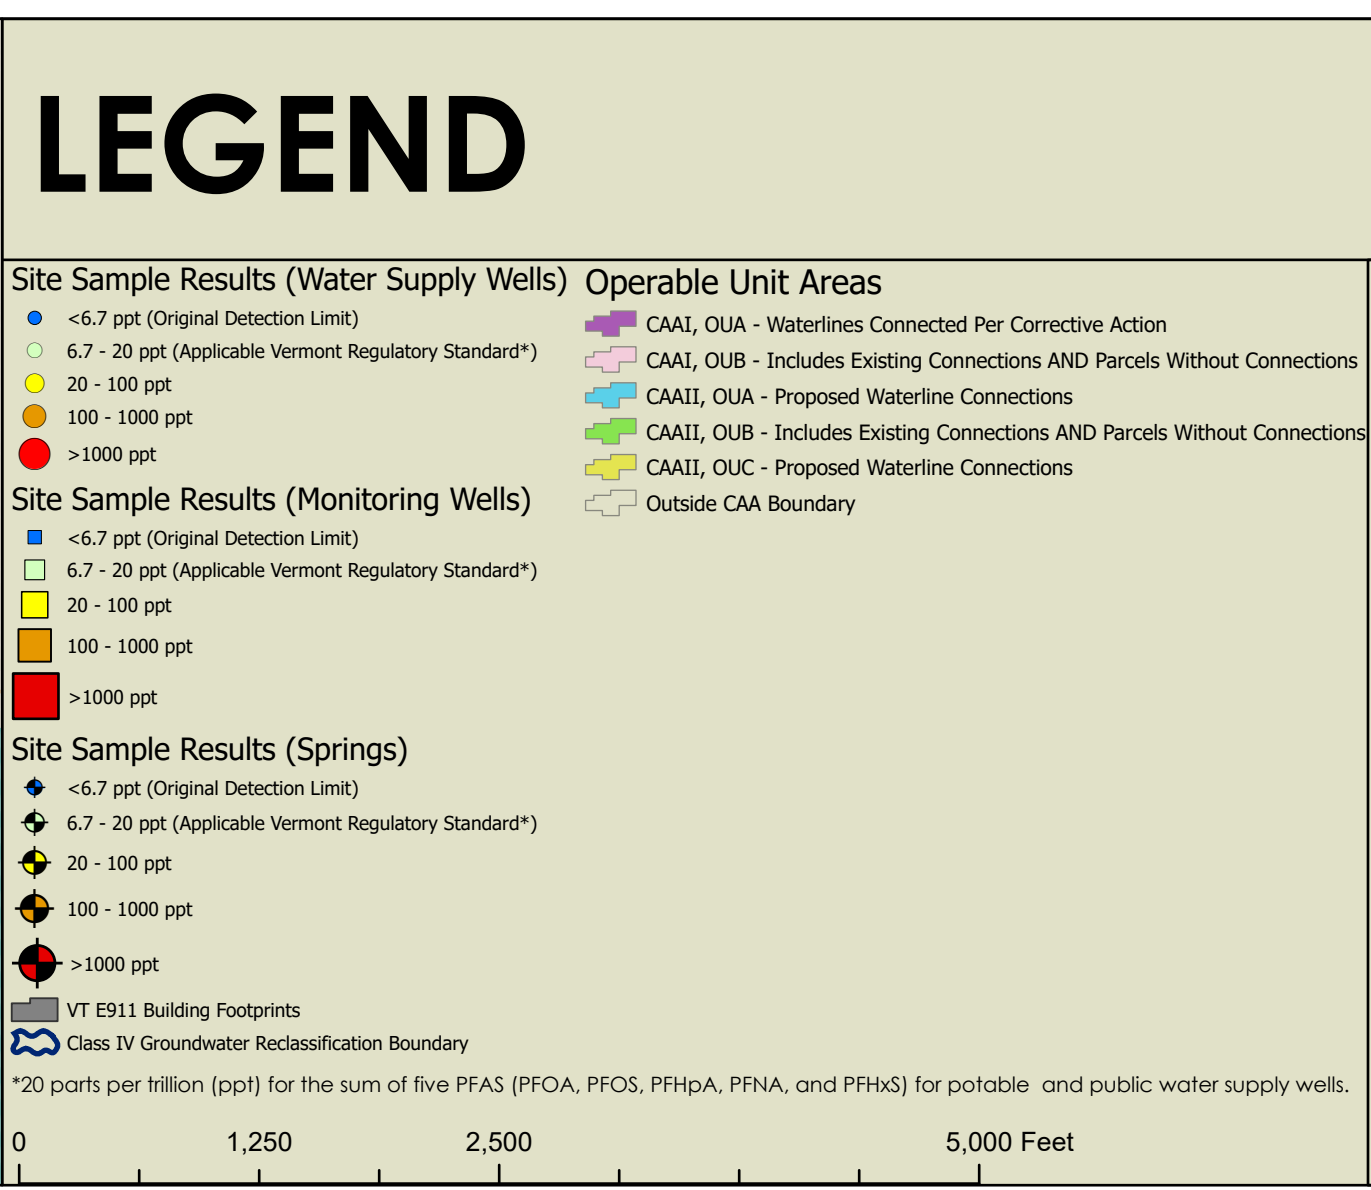 LEGEND
Site Sample Results (Water Supply Wells)
<6.7 ppt (Original Detection Limit)
6.7 - 20 ppt (Applicable Vermont Regulatory Standard*)
20 - 100 ppt
100 - 1000 ppt
>1000 ppt
Site Sample Results (Monitoring Wells)
<6.7 ppt (Original Detection Limit)
6.7 - 20 ppt (Applicable Vermont Regulatory Standard*)
20 - 100 ppt
100 - 1000 ppt
>1000 ppt
Site Sample Results (Springs)
<6.7 ppt (Original Detection Limit)
6.7 - 20 ppt (Applicable Vermont Regulatory Standard*)
20 - 100 ppt
100 - 1000 ppt
>1000 ppt
VT E911 Building Footprints
Class IV Groundwater Reclassification Boundary
Operable Unit Areas
CAAI, OUA - Waterlines Connected Per Corrective Action
CAAI, OUB - Includes Existing Connections AND Parcels Without Connections
CAAII, OUA - Proposed Waterline Connections
CAAII, OUB - Includes Existing Connections AND Parcels Without Connections
CAAII, OUC - Proposed Waterline Connections
Outside CAA Boundary
*20 parts per trillion (ppt) for the sum of five PFAS (PFOA, PFOS, PFHpA, PFNA, and PFHxS) for potable and public water supply wells.
0 1,250 2,500 5,000 Feet